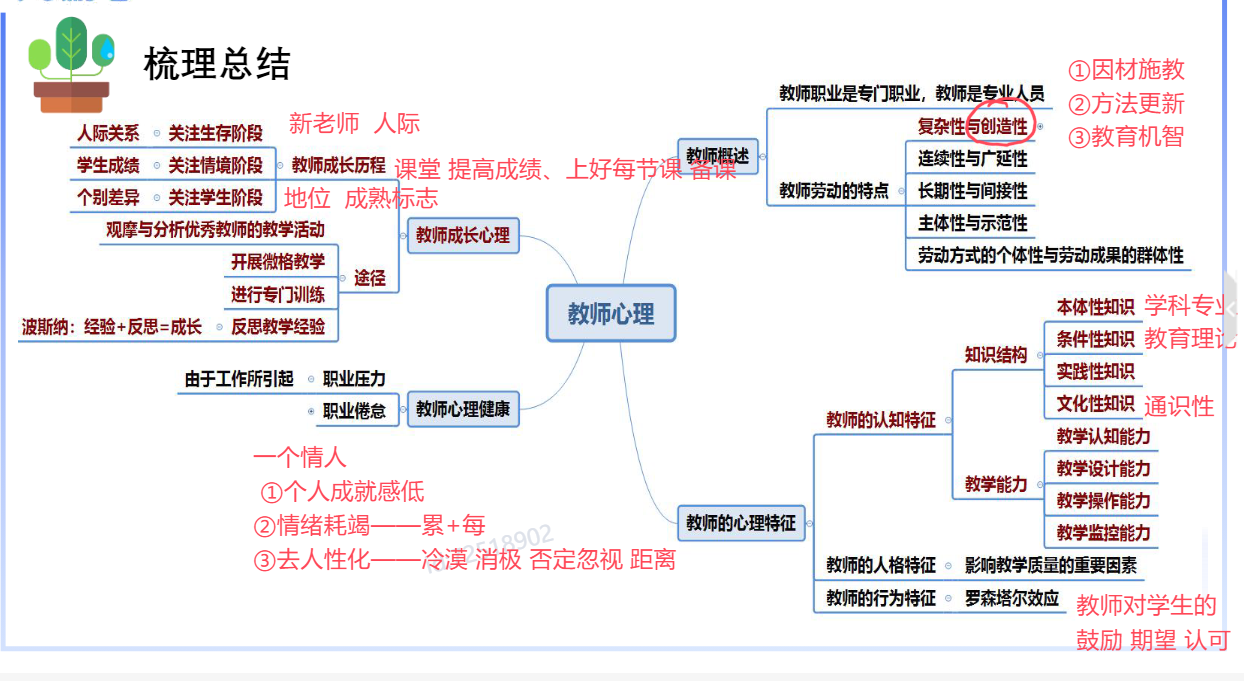 梳理总结
教师心理
教师概述
教师职业是专门职业，教师是专业人员
教师劳动的特点
复杂性与创造性
①因材施教
②方法更新
③教育机智
连续性与广延性
长期性与间接性
主体性与示范性
劳动方式的个体性与劳动成果的群体性
教师的心理特征
教师的认知特征
知识结构
本体性知识 学科专业
条件性知识 教育理论
实践性知识
文化性知识 通识性
教学能力
教学认知能力
教学设计能力
教学操作能力
教学监控能力
教师的人格特征 影响教学质量的重要因素
教师的行为特征 罗森塔尔效应
教师对学生的
鼓励 期望 认可
教师成长心理
教师成长历程
人际关系 关注生存阶段 新老师 人际
学生成绩 关注情境阶段 课堂 提高成绩、上好每节课 备课
个别差异 关注学生阶段 地位 成熟标志
途径
观摩与分析优秀教师的教学活动
开展微格教学
进行专门训练
波斯纳：经验+反思=成长 反思教学经验
教师心理健康
由于工作所引起 职业压力
职业倦怠
一个情人
①个人成就感低
②情绪耗竭——累+每
③去人性化——冷漠 消极 否定忽视 距离